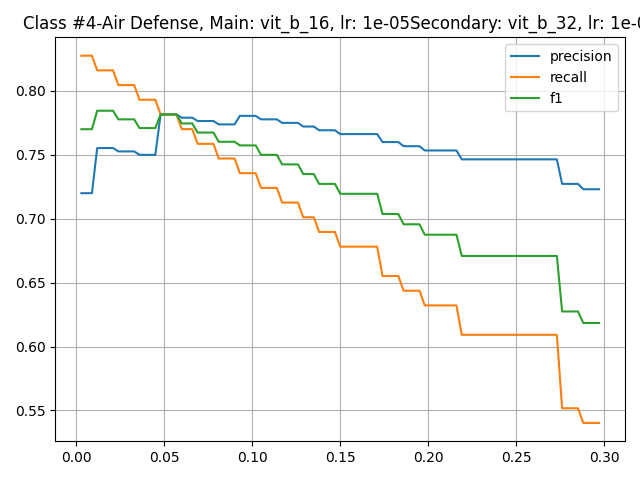 Class #4-Air Defense, Main: vit_b_16, lr: 1e-05Secondary: vit_b_32, lr: 1e-0
precision
recall
f1
0.80
0.75
0.70
0.65
0.60
0.55
0.00 0.05 0.10 0.15 0.20 0.25 0.30